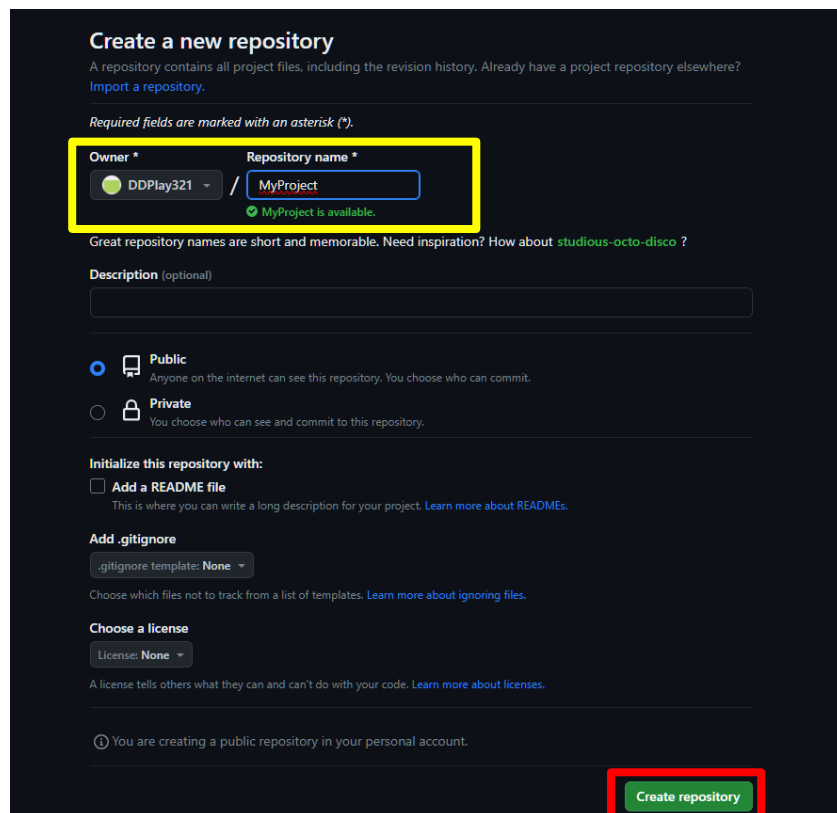 Create a new repository
A repository contains all project files, including the revision history. Already have a project repository elsewhere?
Import a repository.
Required fields are marked with an asterisk (*).
Owner * Repository name *
DDPlay321 / MyProject
MyProject is available.
Great repository names are short and memorable. Need inspiration? How about studious-octo-disco ?
Description (optional)
Public
Anyone on the internet can see this repository. You choose who can commit.
Private
You choose who can see and commit to this repository.
Initialize this repository with:
Add a README file
This is where you can write a long description for your project. Learn more about READMEs.
Add .gitignore
.gitignore template: None
Choose which files not to track from a list of templates. Learn more about ignoring files.
Choose a license
License: None
A license tells others what they can and can't do with your code. Learn more about licenses.
You are creating a public repository in your personal account.
Create repository